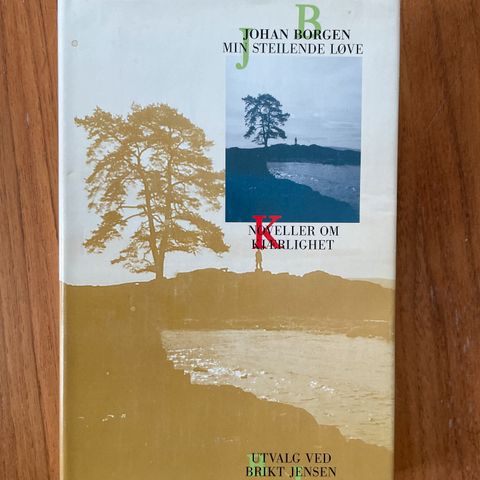 J B
JOHAN BORGEN
MIN STEILENDE LØVE
K
NOVELLER OM
KJÆRLIGHET
UTVALG VED
BRIKT JENSEN